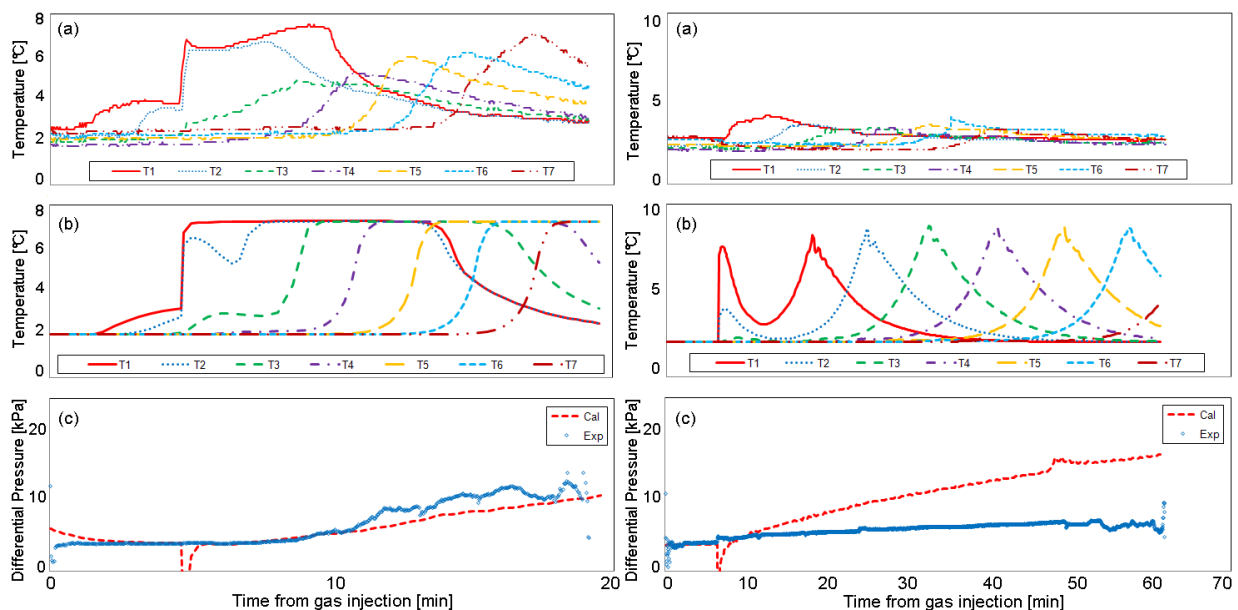 (a)
Temperature [℃]
8
6
4
2
0
T1 T2 T3 T4 T5 T6 T7
(b)
Temperature [℃]
8
6
4
2
0
T1 T2 T3 T4 T5 T6 T7
(c)
Differential Pressure [kPa]
20
10
0
Cal
Exp
0 10 20
Time from gas injection [min]
(a)
Temperature [℃]
10
5
0
T1 T2 T3 T4 T5 T6 T7
(b)
Temperature [℃]
10
5
0
T1 T2 T3 T4 T5 T6 T7
(c)
Differential Pressure [kPa]
20
10
0
Cal
Exp
0 10 20 30 40 50 60 70
Time from gas injection [min]